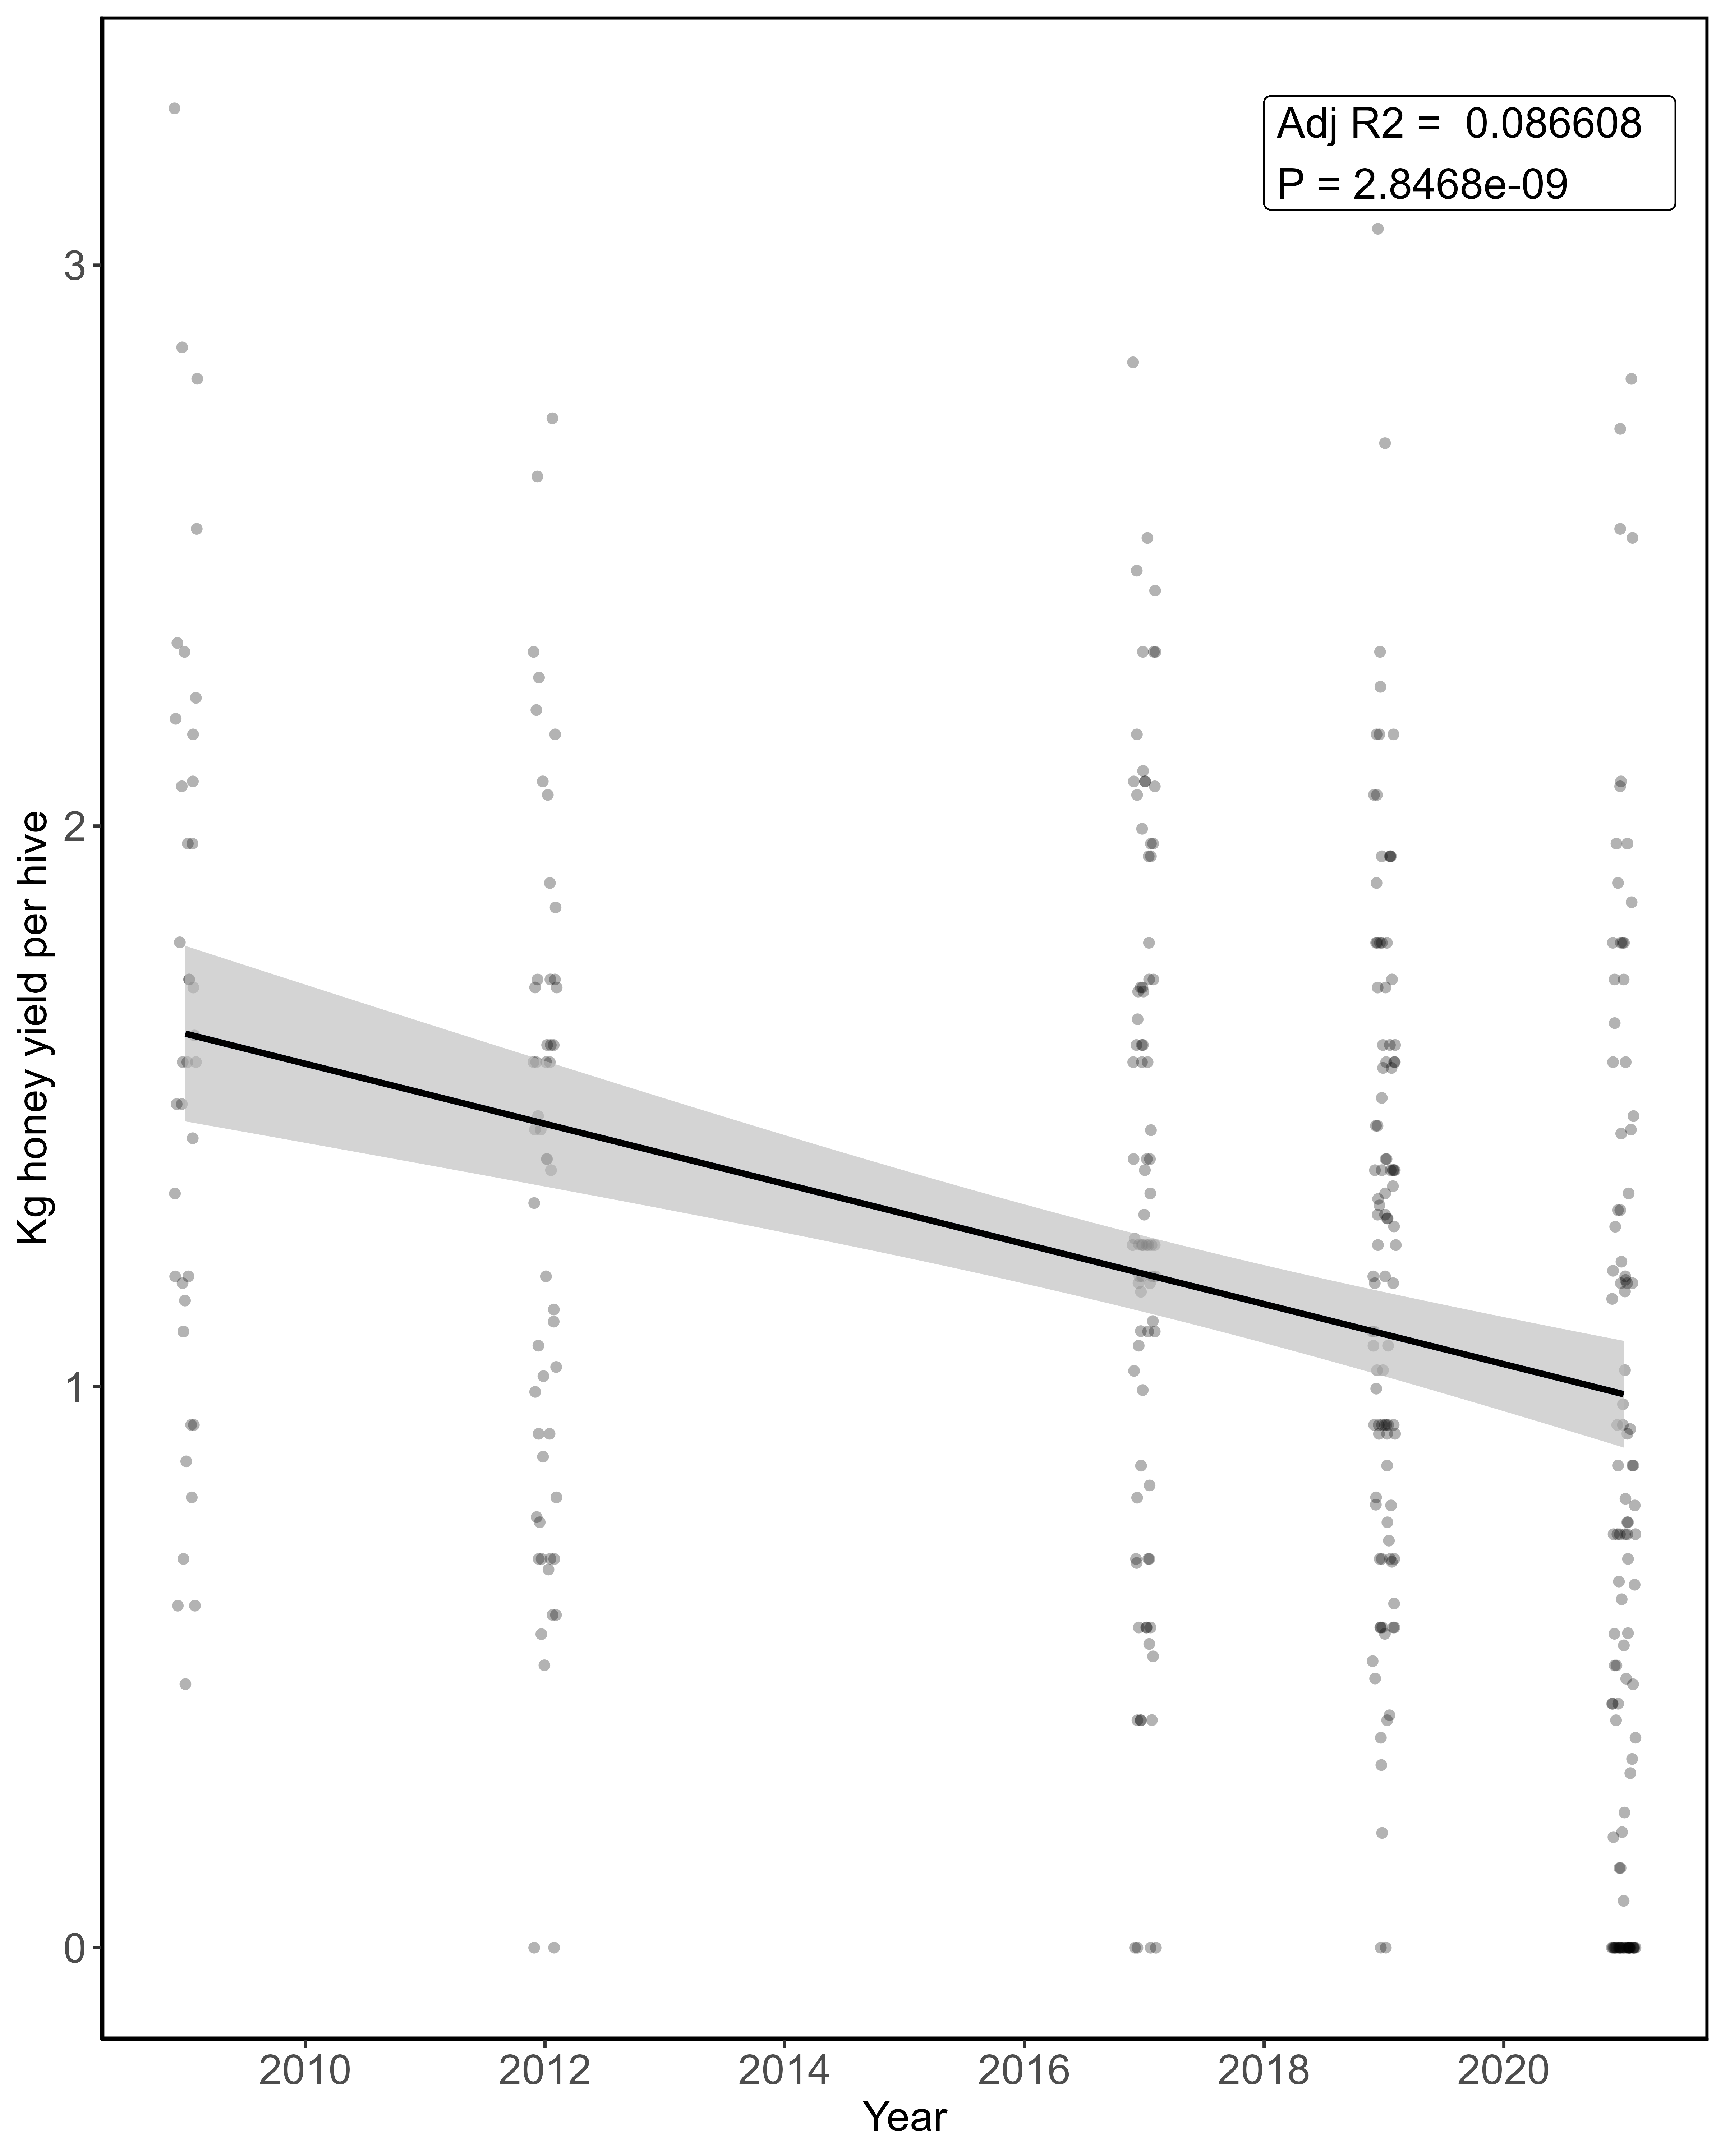 Adj R2 = 0.086608
P = 2.8468e-09
Kg honey yield per hive
3
2
1
0
2010 2012 2014 2016 2018 2020
Year